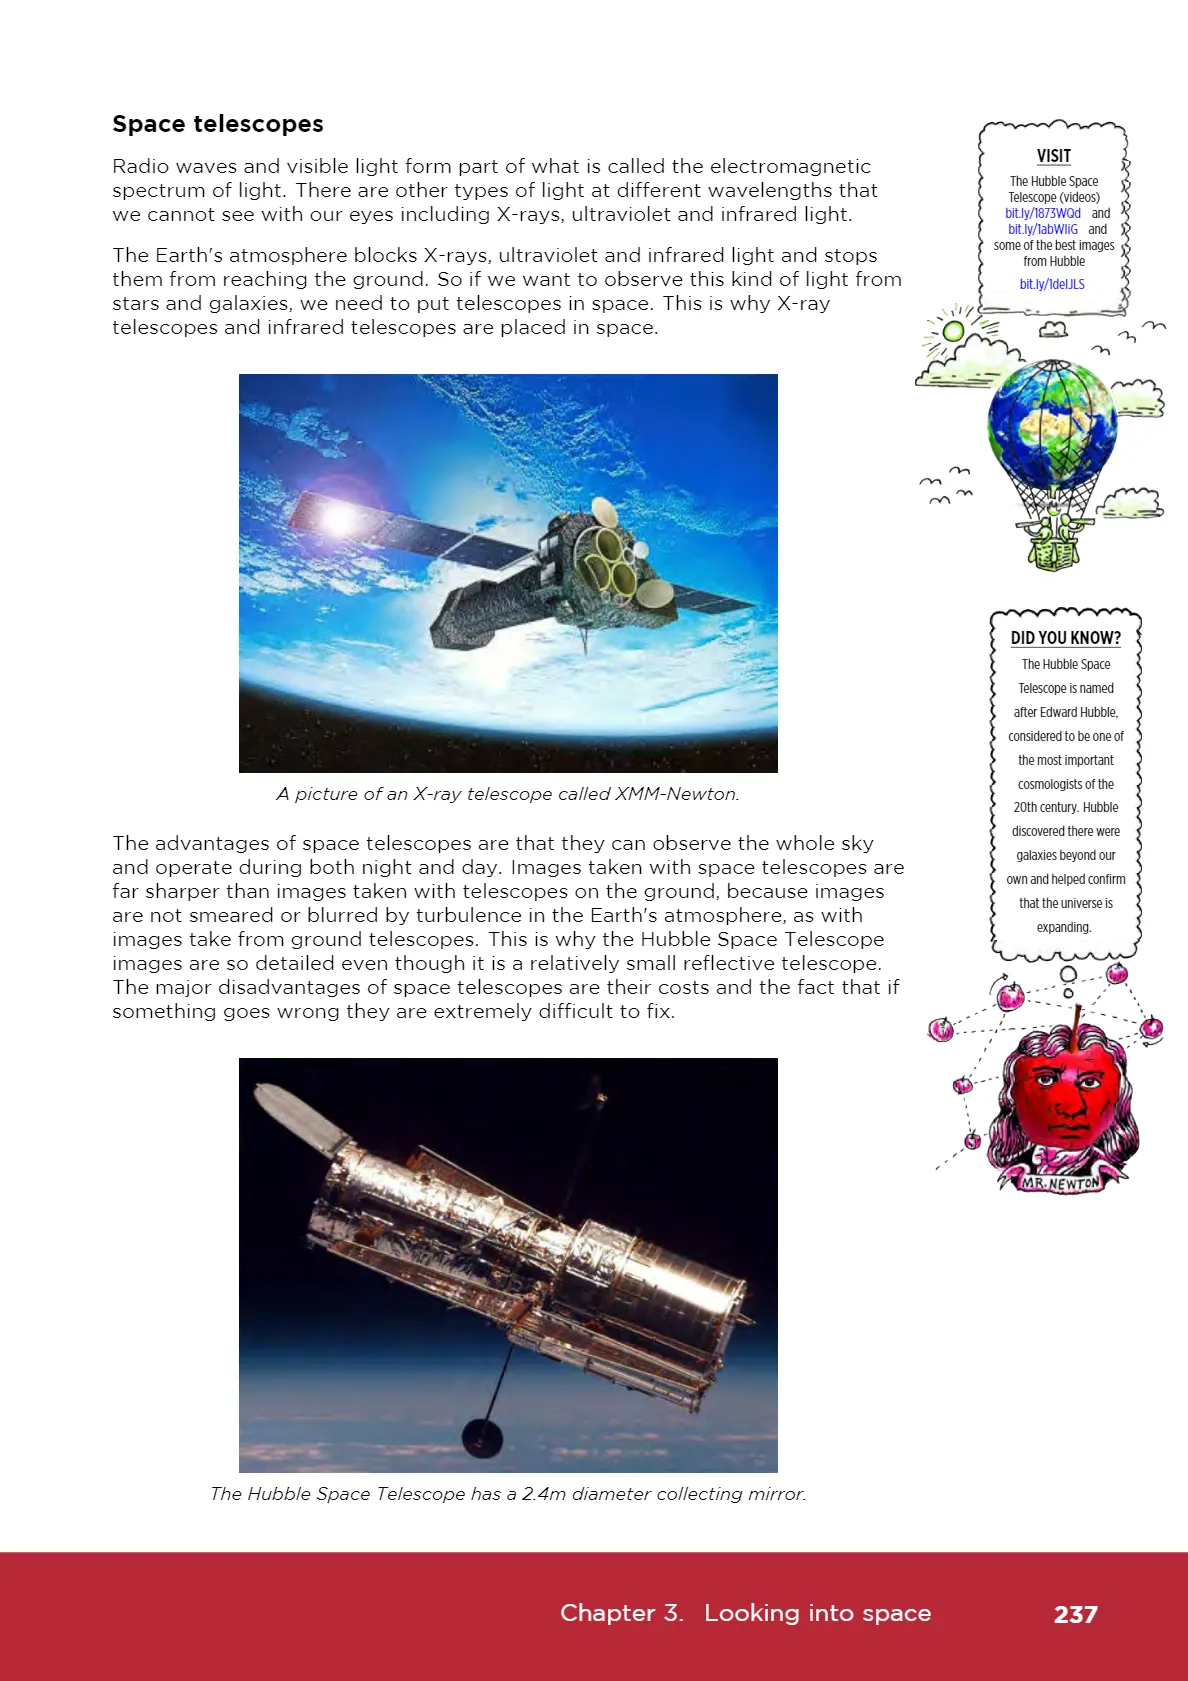 Space telescopes
Radio waves and visible light form part of what is called the electromagnetic
spectrum of light. There are other types of light at different wavelengths that
we cannot see with our eyes including X-rays, ultraviolet and infrared light.
The Earth's atmosphere blocks X-rays, ultraviolet and infrared light and stops
them from reaching the ground. So if we want to observe this kind of light from
stars and galaxies, we need to put telescopes in space. This is why X-ray
telescopes and infrared telescopes are placed in space.
A picture of an X-ray telescope called XMM-Newton.
The advantages of space telescopes are that they can observe the whole sky
and operate during both night and day. Images taken with space telescopes are
far sharper than images taken with telescopes on the ground, because images
are not smeared or blurred by turbulence in the Earth's atmosphere, as with
images take from ground telescopes. This is why the Hubble Space Telescope
images are so detailed even though it is a relatively small reflective telescope.
The major disadvantages of space telescopes are their costs and the fact that if
something goes wrong they are extremely difficult to fix.
The Hubble Space Telescope has a 2.4m diameter collecting mirror.
VISIT
The Hubble Space
Telescope (videos)
bit.ly/1873WQd and
bit.ly/1abWIiG and
some of the best images
from Hubble
bit.ly/1deIJLS
DID YOU KNOW?
The Hubble Space
Telescope is named
after Edward Hubble,
considered to be one of
the most important
cosmologists of the
20th century. Hubble
discovered there were
galaxies beyond our
own and helped confirm
that the universe is
expanding.
MR. NEWTON
Chapter 3. Looking into space 237